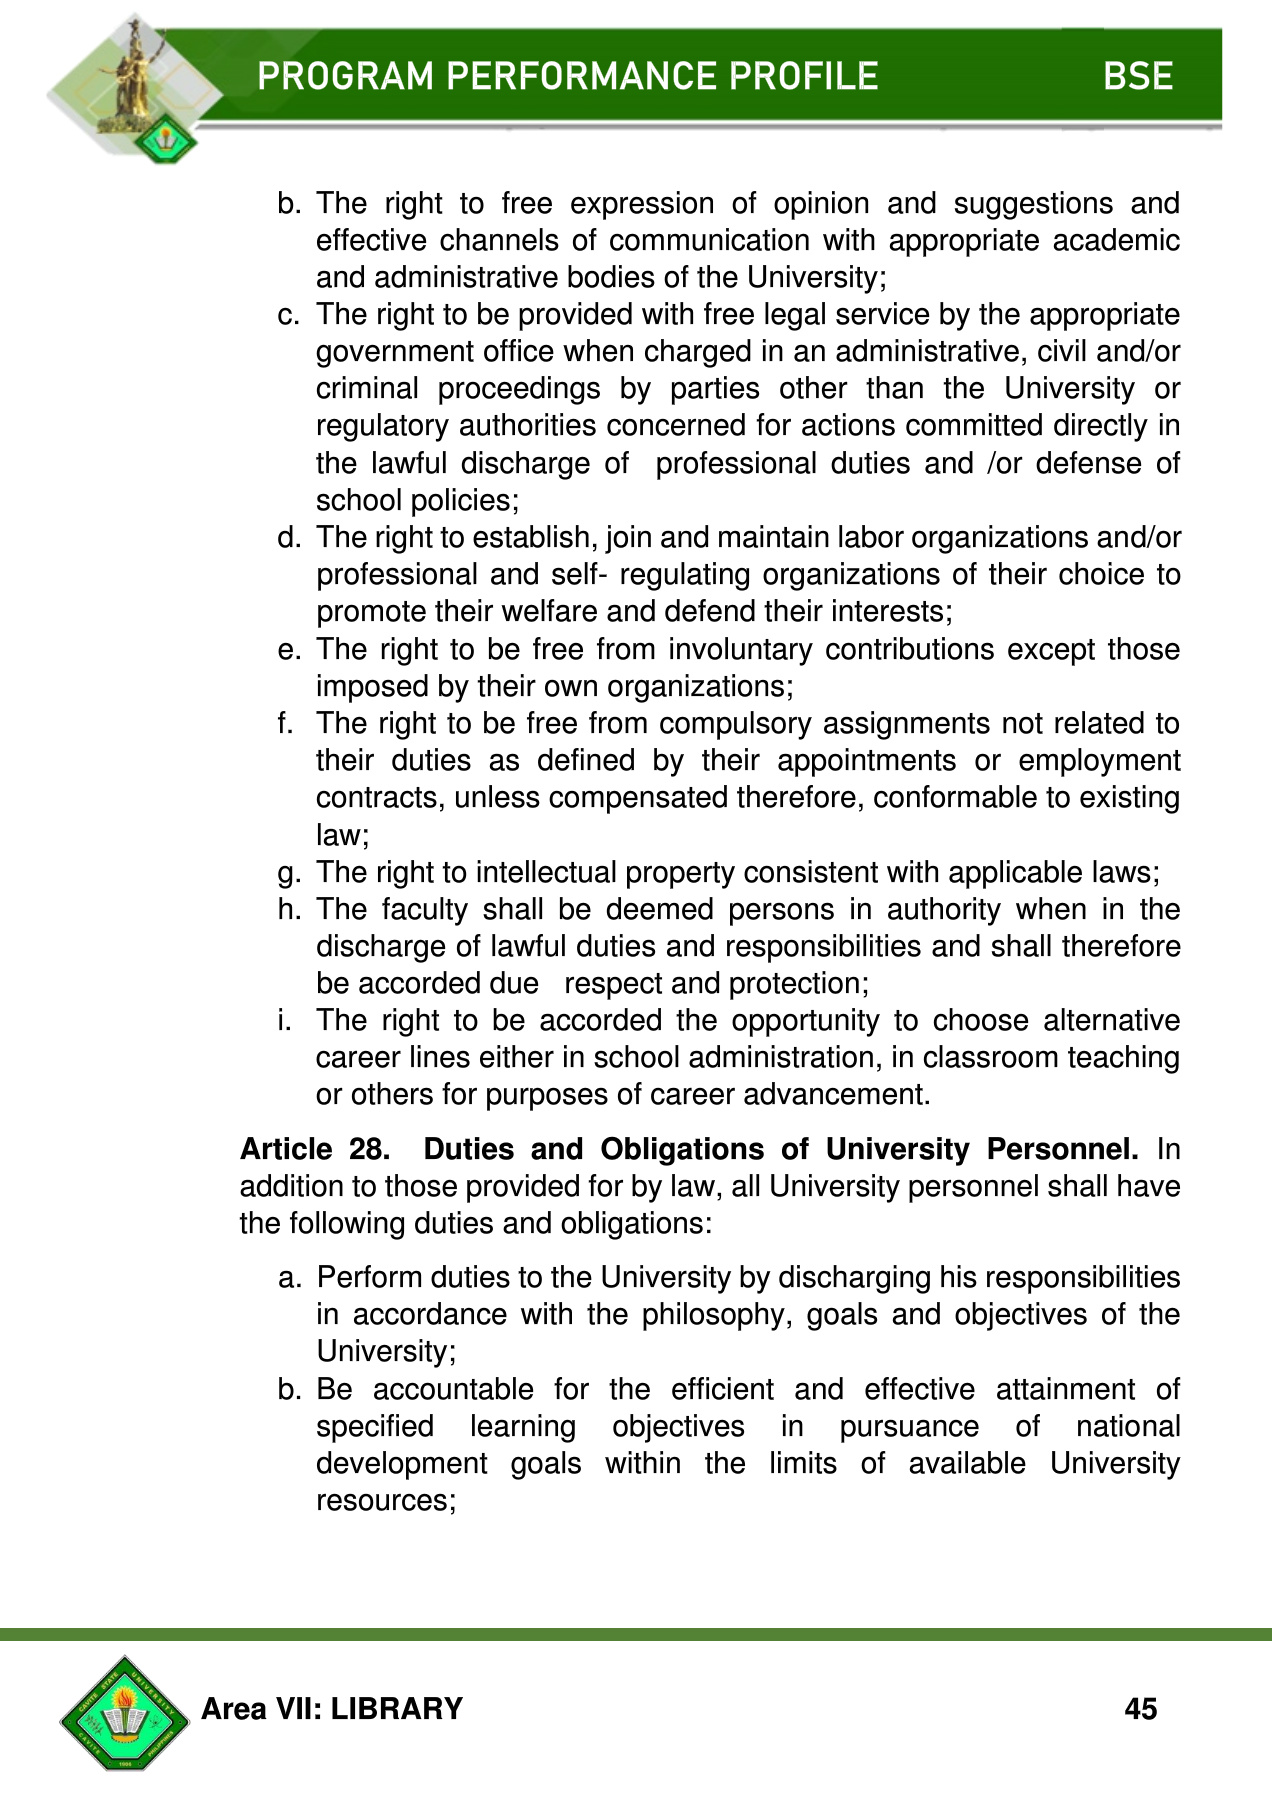 PROGRAM PERFORMANCE PROFILE BSE
b. The right to free expression of opinion and suggestions and
effective channels of communication with appropriate academic
and administrative bodies of the University;
c. The right to be provided with free legal service by the appropriate
government office when charged in an administrative, civil and/or
criminal proceedings by parties other than the University or
regulatory authorities concerned for actions committed directly in
the lawful discharge of professional duties and /or defense of
school policies;
d. The right to establish, join and maintain labor organizations and/or
professional and self- regulating organizations of their choice to
promote their welfare and defend their interests;
e. The right to be free from involuntary contributions except those
imposed by their own organizations;
f. The right to be free from compulsory assignments not related to
their duties as defined by their appointments or employment
contracts, unless compensated therefore, conformable to existing
law;
g. The right to intellectual property consistent with applicable laws;
h. The faculty shall be deemed persons in authority when in the
discharge of lawful duties and responsibilities and shall therefore
be accorded due respect and protection;
i. The right to be accorded the opportunity to choose alternative
career lines either in school administration, in classroom teaching
or others for purposes of career advancement.
Article 28. Duties and Obligations of University Personnel. In
addition to those provided for by law, all University personnel shall have
the following duties and obligations:
a. Perform duties to the University by discharging his responsibilities
in accordance with the philosophy, goals and objectives of the
University;
b. Be accountable for the efficient and effective attainment of
specified learning objectives in pursuance of national
development goals within the limits of available University
resources;
CAVITE STATE UNIVERSITY
CAVITE
PHILIPPINES
1906
Area VII: LIBRARY 45